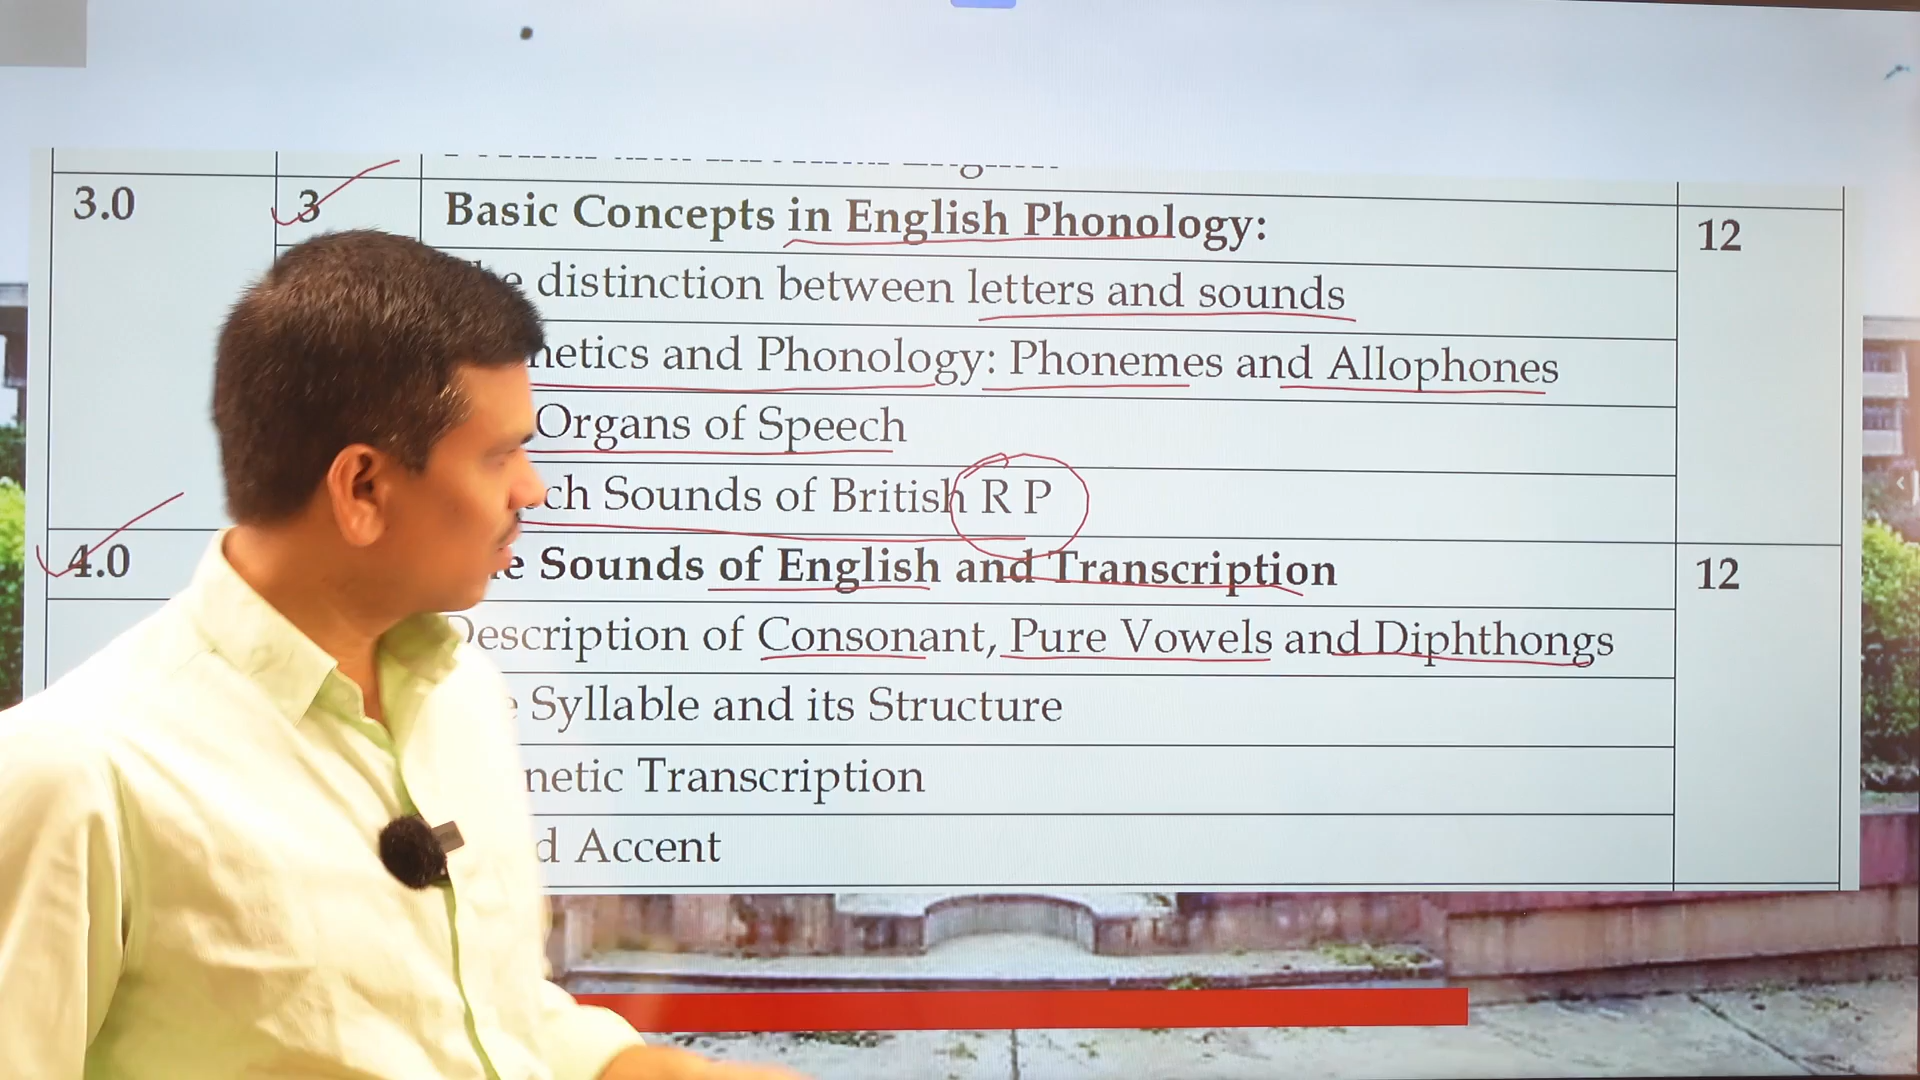 3.0 3 Basic Concepts in English Phonology: 12
distinction between letters and sounds
netics and Phonology: Phonemes and Allophones
Organs of Speech
ch Sounds of British R P
4.0 e Sounds of English and Transcription 12
Description of Consonant, Pure Vowels and Diphthongs
e Syllable and its Structure
netic Transcription
d Accent